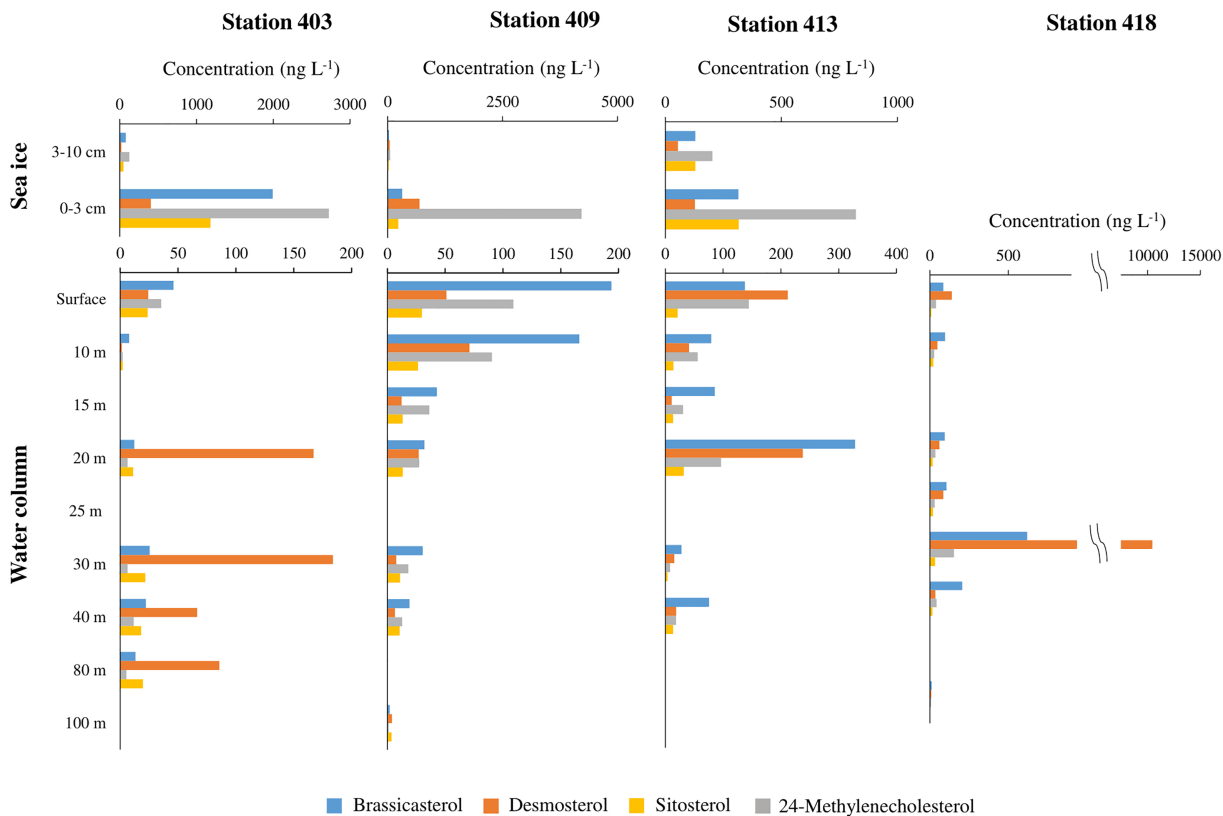 Station 403 Station 409 Station 413 Station 418
Concentration (ng L-1) Concentration (ng L-1) Concentration (ng L-1)
0 1000 2000 3000 0 2500 5000 0 500 1000
Sea ice
3-10 cm
0-3 cm
Concentration (ng L-1)
0 50 100 150 200 0 50 100 150 200 0 100 200 300 400 0 500 10000 15000
Water column
Surface
10 m
15 m
20 m
25 m
30 m
40 m
80 m
100 m
Brassicasterol Desmosterol Sitosterol 24-Methylenecholesterol